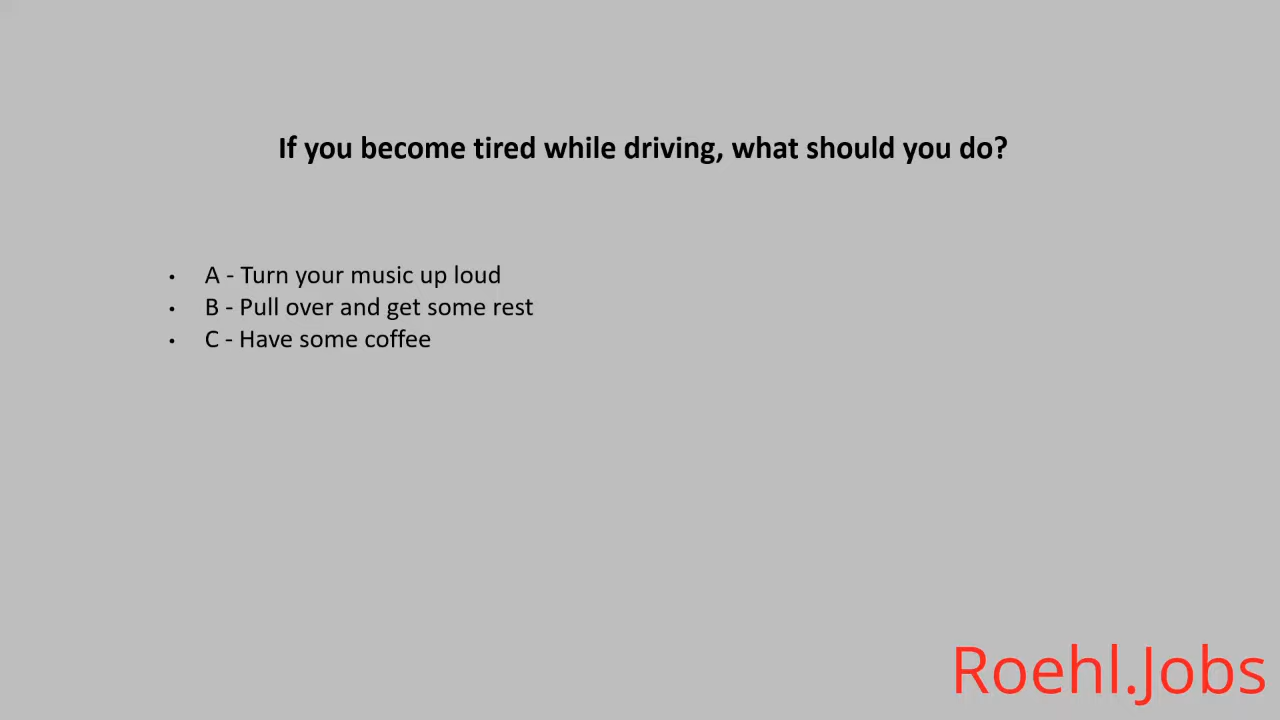 If you become tired while driving, what should you do?
• A - Turn your music up loud
• B - Pull over and get some rest
• C - Have some coffee
Roehl.Jobs